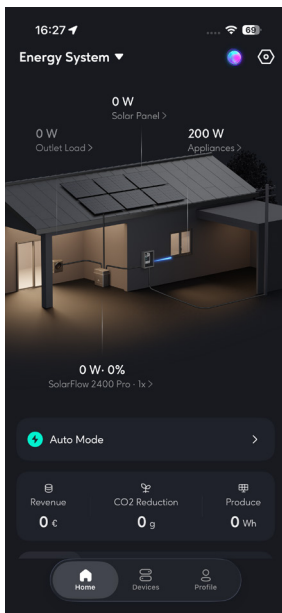 16:27
69
Energy System
0 W
Solar Panel >
0 W
Outlet Load >
200 W
Appliances >
0 W· 0%
SolarFlow 2400 Pro · 1x >
Auto Mode
Revenue
0 €
CO2 Reduction
0 g
Produce
0 Wh
Home
Devices
Profile